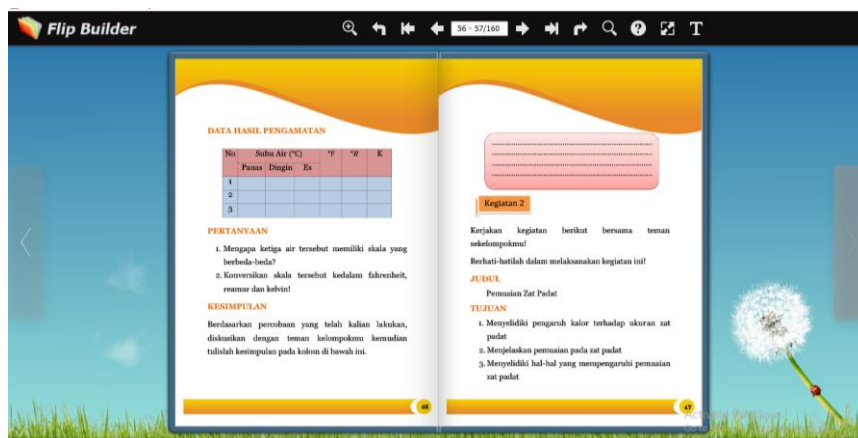 Flip Builder
56 - 57/160
T
DATA HASIL PENGAMATAN
No Suhu Air (°C) °F °R K
Panas Dingin Es
1
2
3
PERTANYAAN
1. Mengapa ketiga air tersebut memiliki skala yang
berbeda-beda?
2. Konversikan skala tersebut kedalam fahrenheit,
reamur dan kelvin!
KESIMPULAN
Berdasarkan percobaan yang telah kalian lakukan,
diskusikan dengan teman kelompokmu kemudian
tulislah kesimpulan pada kolom di bawah ini.
46
Kegiatan 2
Kerjakan kegiatan berikut bersama teman
sekelompokmu!
Berhati-hatilah dalam melaksanakan kegiatan ini!
JUDUL
Pemuaian Zat Padat
TUJUAN
1. Menyelidiki pengaruh kalor terhadap ukuran zat
padat
2. Menjelaskan pemuaian pada zat padat
3. Menyelidiki hal-hal yang mempengaruhi pemuaian
zat padat
47
Activate Windows